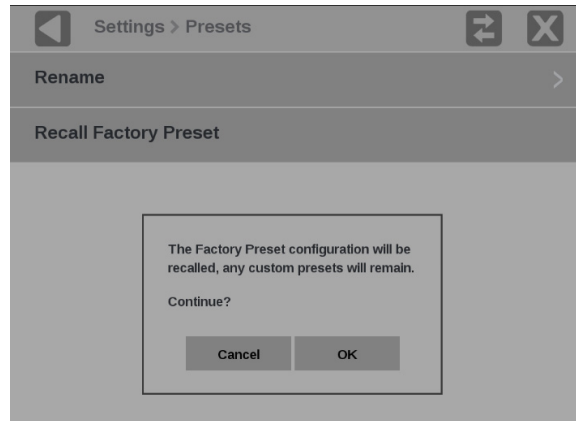 Settings > Presets
Rename
Recall Factory Preset
The Factory Preset configuration will be
recalled, any custom presets will remain.
Continue?
Cancel OK